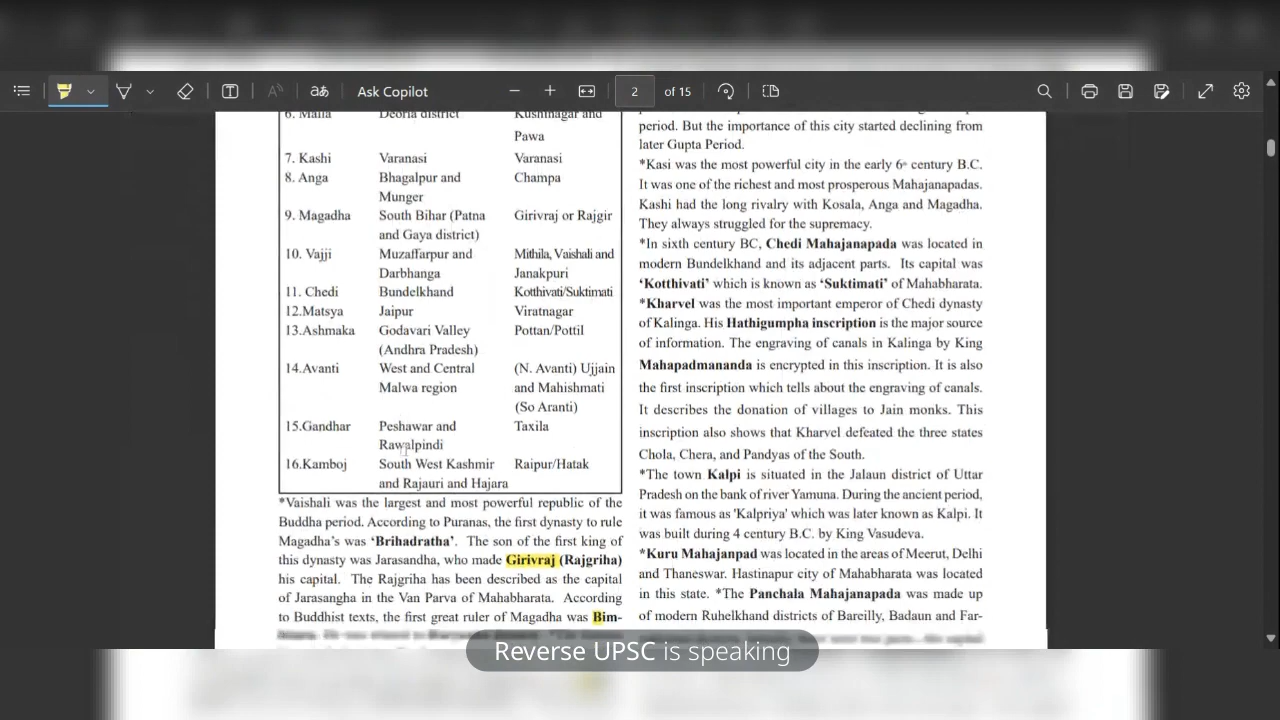 Ask Copilot
2
of 15
6. Malla Deoria district Kushinagar and
Pawa
7. Kashi Varanasi Varanasi
8. Anga Bhagalpur and Champa
Munger
9. Magadha South Bihar (Patna Girivraj or Rajgir
and Gaya district)
10. Vajji Muzaffarpur and Mithila, Vaishali and
Darbhanga Janakpuri
11. Chedi Bundelkhand Kotthivati/Suktimati
12.Matsya Jaipur Viratnagar
13.Ashmaka Godavari Valley Pottan/Pottil
(Andhra Pradesh)
14.Avanti West and Central (N. Avanti) Ujjain
Malwa region and Mahishmati
(So Aranti)
15.Gandhar Peshawar and Taxila
Rawalpindi
16.Kamboj South West Kashmir Raipur/Hatak
and Rajauri and Hajara
*Vaishali was the largest and most powerful republic of the
Buddha period. According to Puranas, the first dynasty to rule
Magadha's was ‘Brihadratha’. The son of the first king of
this dynasty was Jarasandha, who made Girivraj (Rajgriha)
his capital. The Rajgriha has been described as the capital
of Jarasangha in the Van Parva of Mahabharata. According
to Buddhist texts, the first great ruler of Magadha was Bim-
period. But the importance of this city started declining from
later Gupta Period.
*Kasi was the most powerful city in the early 6th century B.C.
It was one of the richest and most prosperous Mahajanapadas.
Kashi had the long rivalry with Kosala, Anga and Magadha.
They always struggled for the supremacy.
*In sixth century BC, Chedi Mahajanapada was located in
modern Bundelkhand and its adjacent parts. Its capital was
‘Kotthivati’ which is known as ‘Suktimati’ of Mahabharata.
*Kharvel was the most important emperor of Chedi dynasty
of Kalinga. His Hathigumpha inscription is the major source
of information. The engraving of canals in Kalinga by King
Mahapadmananda is encrypted in this inscription. It is also
the first inscription which tells about the engraving of canals.
It describes the donation of villages to Jain monks. This
inscription also shows that Kharvel defeated the three states
Chola, Chera, and Pandyas of the South.
*The town Kalpi is situated in the Jalaun district of Uttar
Pradesh on the bank of river Yamuna. During the ancient period,
it was famous as 'Kalpriya' which was later known as Kalpi. It
was built during 4 century B.C. by King Vasudeva.
*Kuru Mahajanpad was located in the areas of Meerut, Delhi
and Thaneswar. Hastinapur city of Mahabharata was located
in this state. *The Panchala Mahajanapada was made up
of modern Ruhelkhand districts of Bareilly, Badaun and Far-
Reverse UPSC is speaking